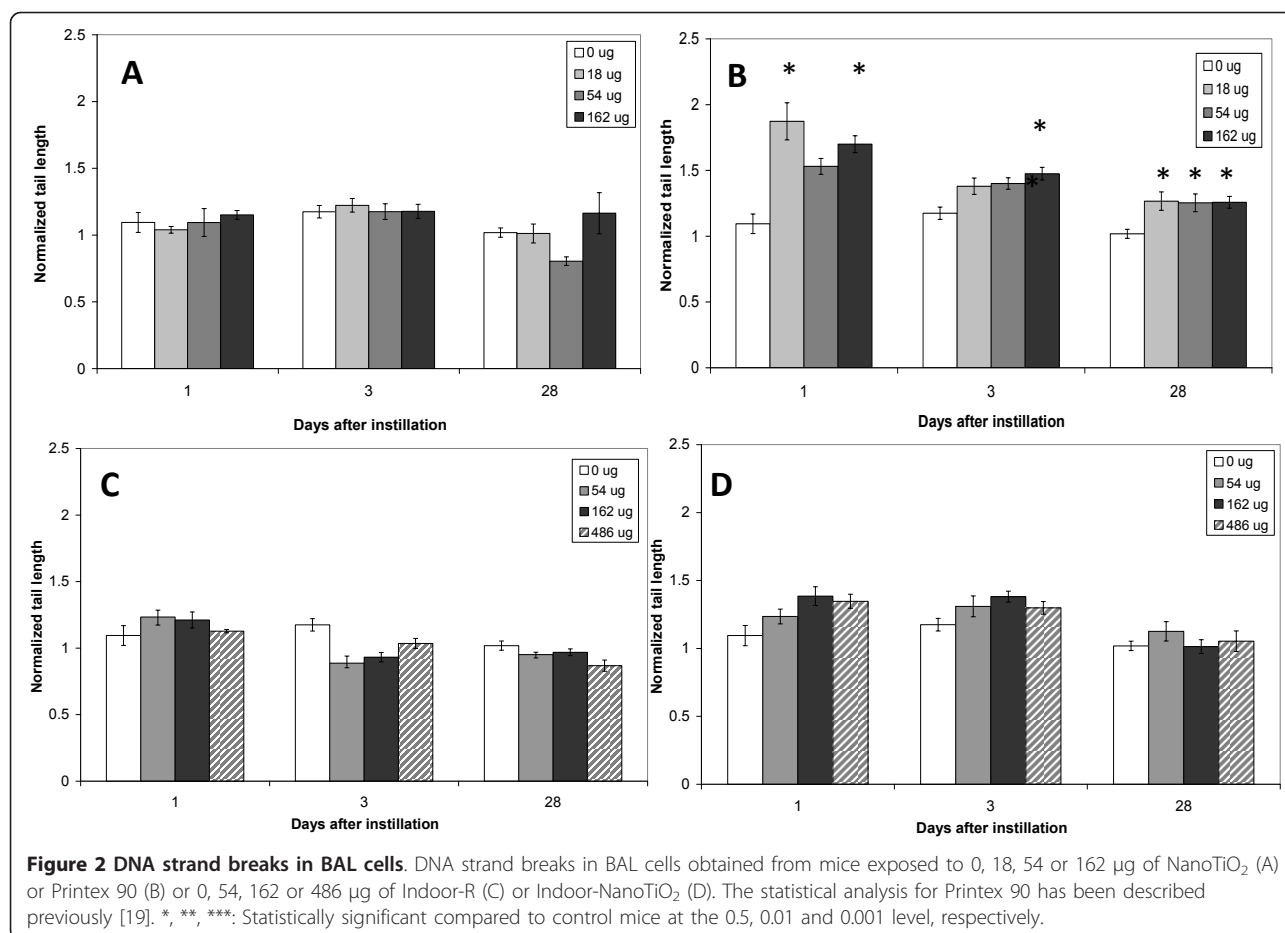 A
2.5
2
1.5
1
0.5
0
Normalized tail length
0 ug
18 ug
54 ug
162 ug
1 3 28
Days after instillation
B
2.5
2
1.5
1
0.5
0
Normalized tail length
0 ug
18 ug
54 ug
162 ug
* *
*
*
* * *
1 3 28
Days after instillation
C
2.5
2
1.5
1
0.5
0
Normalized tail length
0 ug
54 ug
162 ug
486 ug
1 3 28
Days after instillation
D
2.5
2
1.5
1
0.5
0
Normalized tail length
0 ug
54 ug
162 ug
486 ug
1 3 28
Days after instillation
Figure 2 DNA strand breaks in BAL cells. DNA strand breaks in BAL cells obtained from mice exposed to 0, 18, 54 or 162 μg of NanoTiO₂ (A)
or Printex 90 (B) or 0, 54, 162 or 486 μg of Indoor-R (C) or Indoor-NanoTiO₂ (D). The statistical analysis for Printex 90 has been described
previously [19]. *, **, ***: Statistically significant compared to control mice at the 0.5, 0.01 and 0.001 level, respectively.